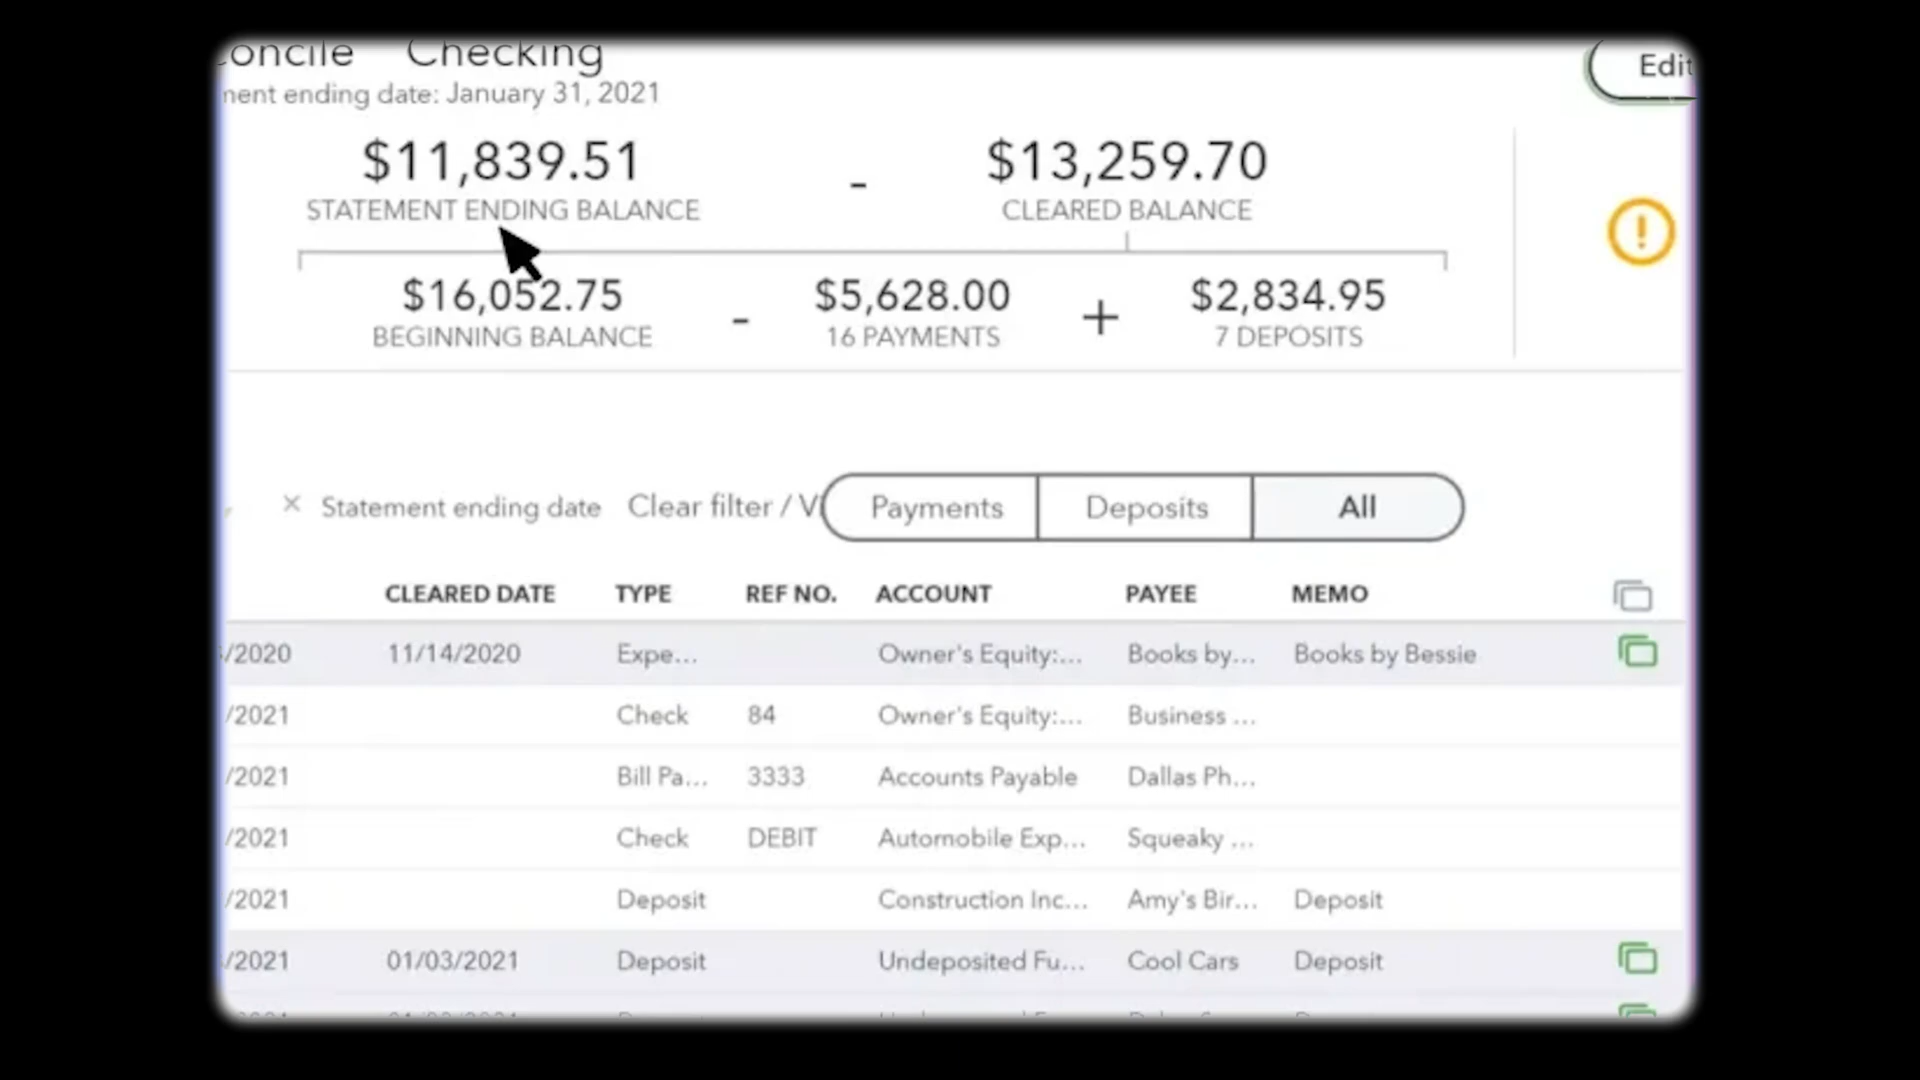 oncile Checking
ment ending date: January 31, 2021
Edit
$11,839.51 - $13,259.70
STATEMENT ENDING BALANCE CLEARED BALANCE
$16,052.75 - $5,628.00 + $2,834.95
BEGINNING BALANCE 16 PAYMENTS 7 DEPOSITS
× Statement ending date Clear filter / V Payments Deposits All
CLEARED DATE TYPE REF NO. ACCOUNT PAYEE MEMO
/2020 11/14/2020 Expe... Owner's Equity:... Books by... Books by Bessie
/2021 Check 84 Owner's Equity:... Business ...
/2021 Bill Pa... 3333 Accounts Payable Dallas Ph...
/2021 Check DEBIT Automobile Exp... Squeaky ...
/2021 Deposit Construction Inc... Amy's Bir... Deposit
/2021 01/03/2021 Deposit Undeposited Fu... Cool Cars Deposit